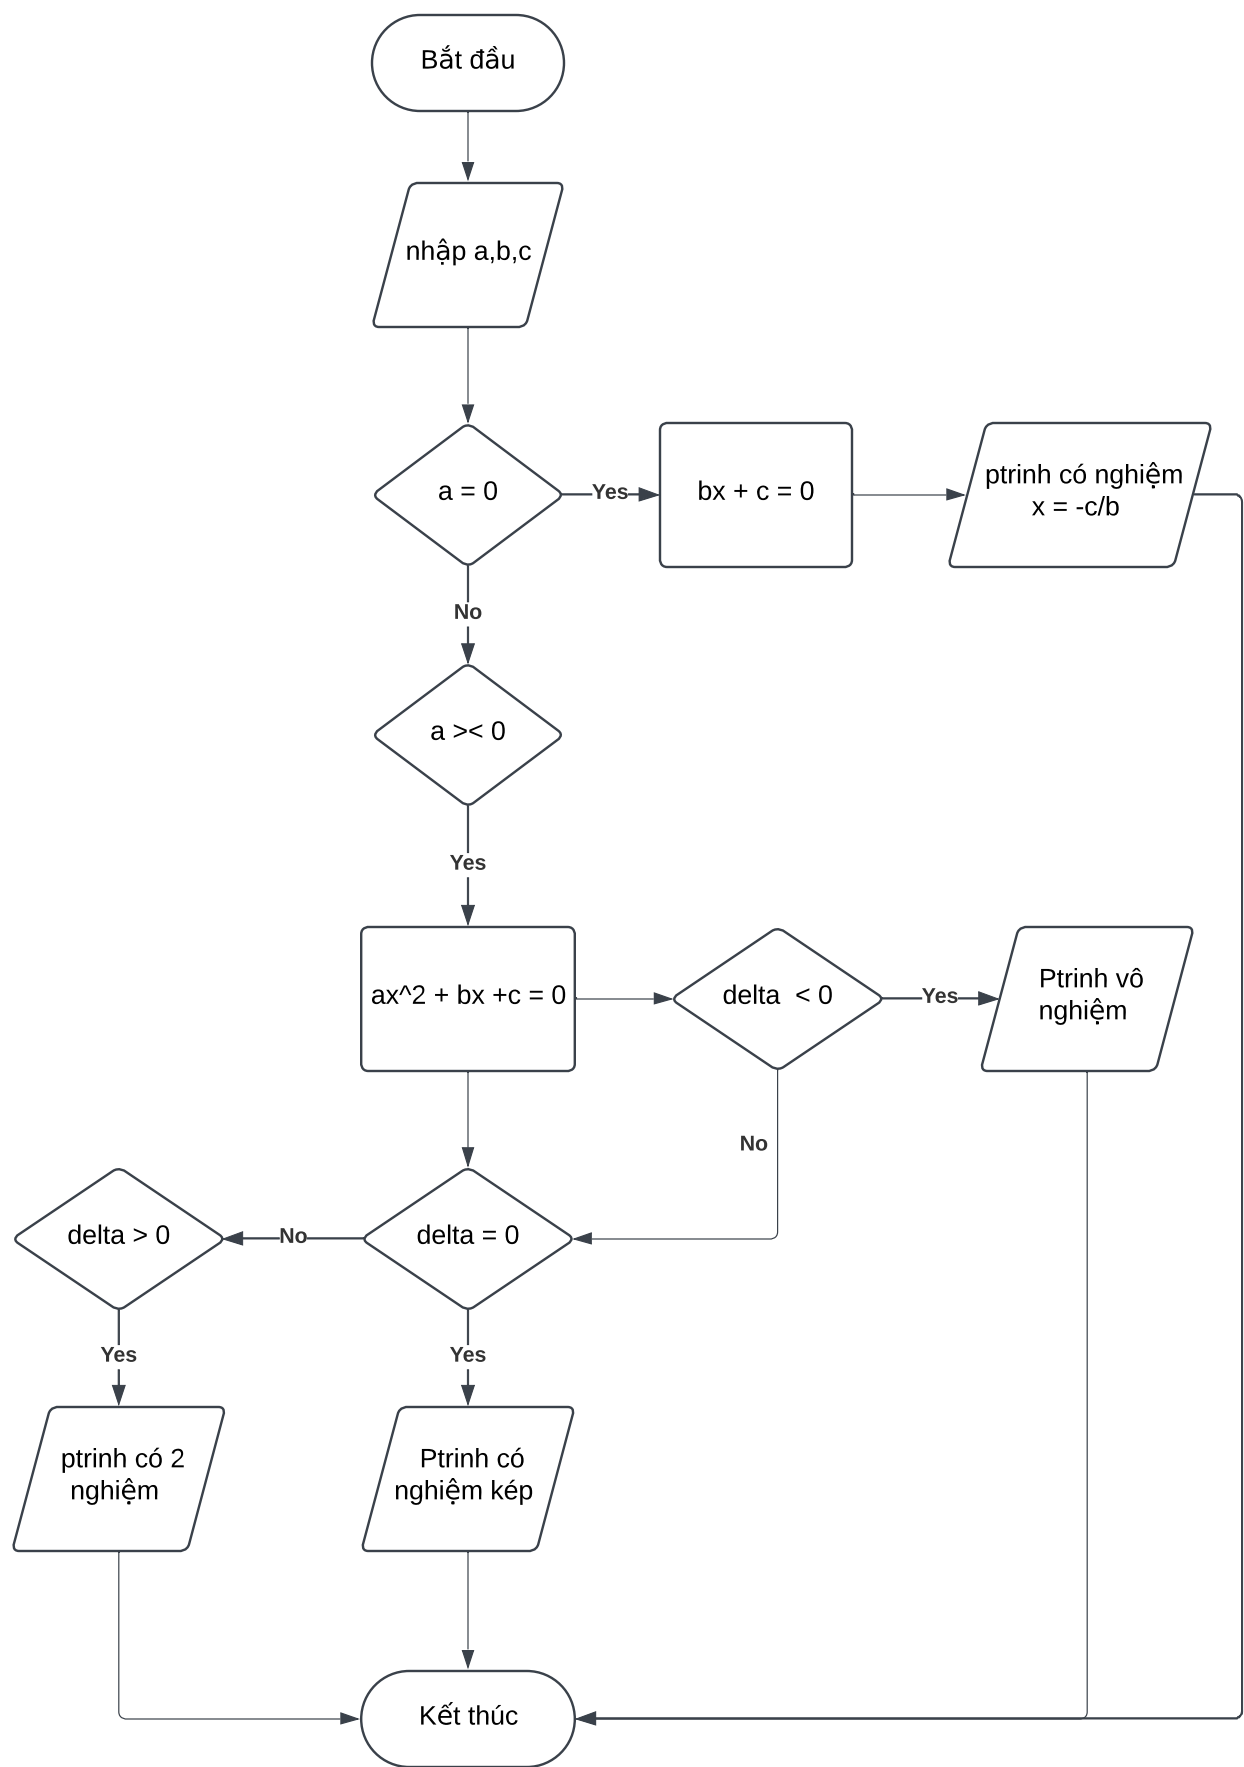 Bắt đầu
nhập a,b,c
a = 0
Yes
bx + c = 0
ptrinh có nghiệm
x = -c/b
No
a >< 0
Yes
ax^2 + bx +c = 0
delta  < 0
Yes
Ptrinh vô
nghiệm
No
delta > 0
No
delta = 0
Yes
Yes
ptrinh có 2
nghiệm
Ptrinh có
nghiệm kép
Kết thúc